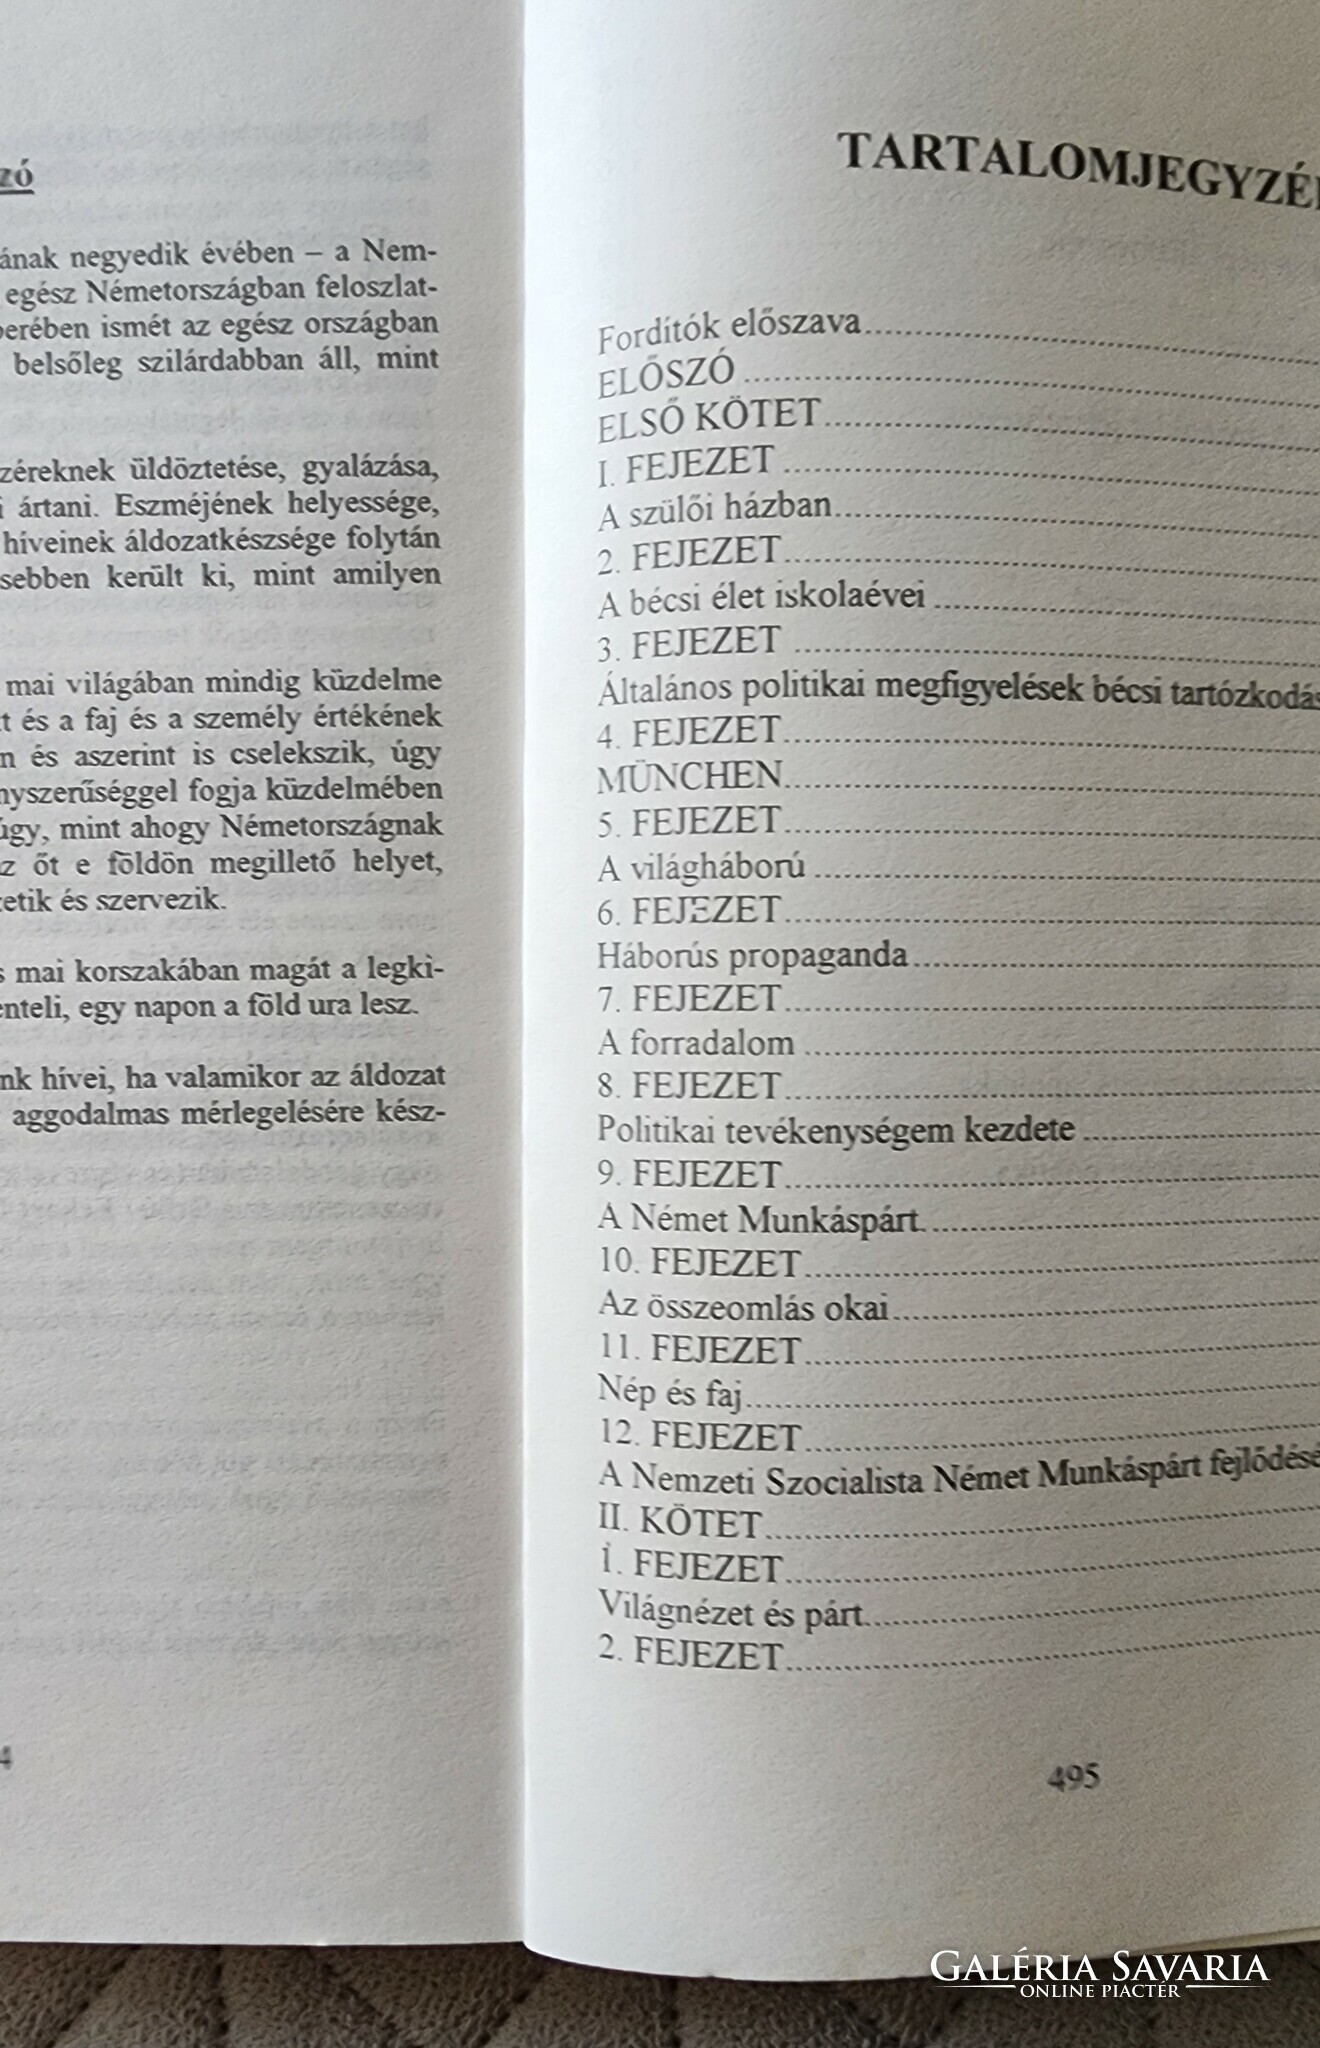 zó
ának negyedik évében – a Nem-
egész Németországban feloszlat-
berében ismét az egész országban
belsőleg szilárdabban áll, mint
zéreknek üldöztetése, gyalázása,
i ártani. Eszméjének helyessége,
híveinek áldozatkészsége folytán
sebben került ki, mint amilyen
mai világában mindig küzdelme
t és a faj és a személy értékének
n és aszerint is cselekszik, úgy
nyszerűséggel fogja küzdelmében
úgy, mint ahogy Németországnak
z őt e földön megillető helyet,
etik és szervezik.
s mai korszakában magát a legki-
enteli, egy napon a föld ura lesz.
nk hívei, ha valamikor az áldozat
aggodalmas mérlegelésére kész-
4
TARTALOMJEGYZÉ
Fordítók előszava
ELŐSZÓ
ELSŐ KÖTET
I. FEJEZET
A szülői házban
2. FEJEZET
A bécsi élet iskolaévei
3. FEJEZET
Általános politikai megfigyelések bécsi tartózkodás
4. FEJEZET
MÜNCHEN
5. FEJEZET
A világháború
6. FEJEZET
Háborús propaganda
7. FEJEZET
A forradalom
8. FEJEZET
Politikai tevékenységem kezdete
9. FEJEZET
A Német Munkáspárt
10. FEJEZET
Az összeomlás okai
11. FEJEZET
Nép és faj
12. FEJEZET
A Nemzeti Szocialista Német Munkáspárt fejlődésé
II. KÖTET
1. FEJEZET
Világnézet és párt
2. FEJEZET
495
GALÉRIA SAVARIA
ONLINE PIACTÉR